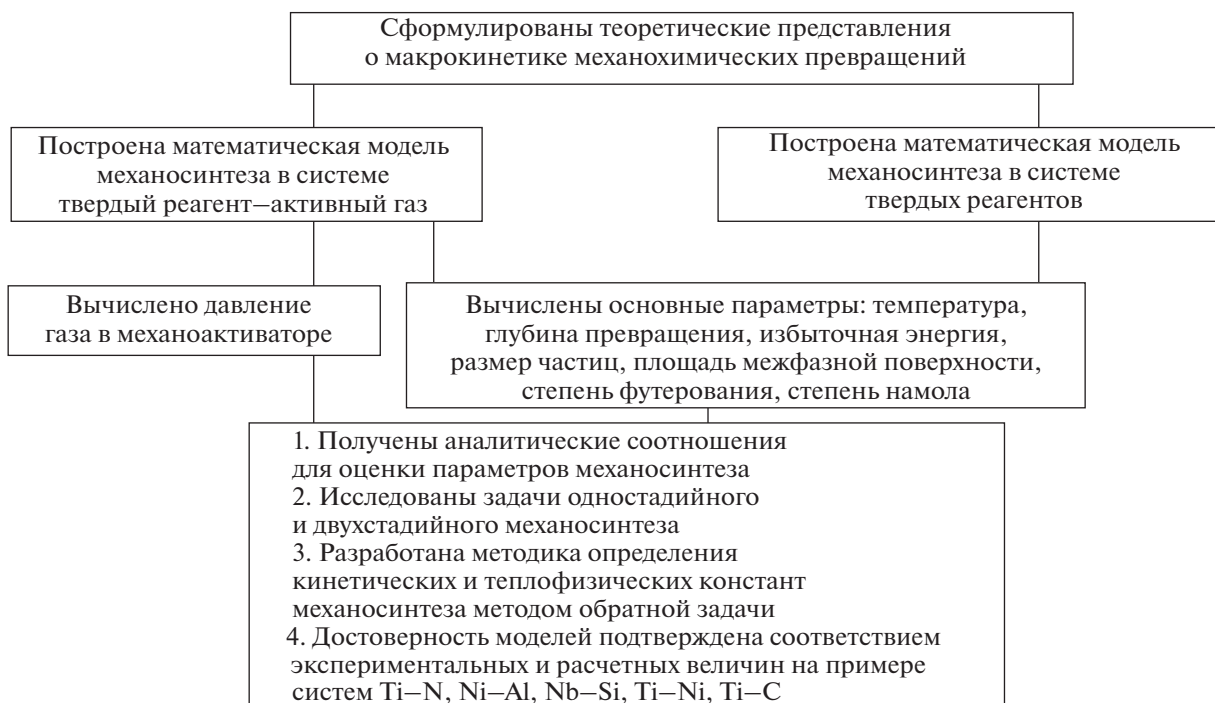 Сформулированы теоретические представления
о макрокинетике механохимических превращений
Построена математическая модель
механосинтеза в системе
твердый реагент–активный газ
Построена математическая модель
механосинтеза в системе
твердых реагентов
Вычислено давление
газа в механоактиваторе
Вычислены основные параметры: температура,
глубина превращения, избыточная энергия,
размер частиц, площадь межфазной поверхности,
степень футерования, степень намола
1. Получены аналитические соотношения
для оценки параметров механосинтеза
2. Исследованы задачи одностадийного
и двухстадийного механосинтеза
3. Разработана методика определения
кинетических и теплофизических констант
механосинтеза методом обратной задачи
4. Достоверность моделей подтверждена соответствием
экспериментальных и расчетных величин на примере
систем Ti–N, Ni–Al, Nb–Si, Ti–Ni, Ti–C